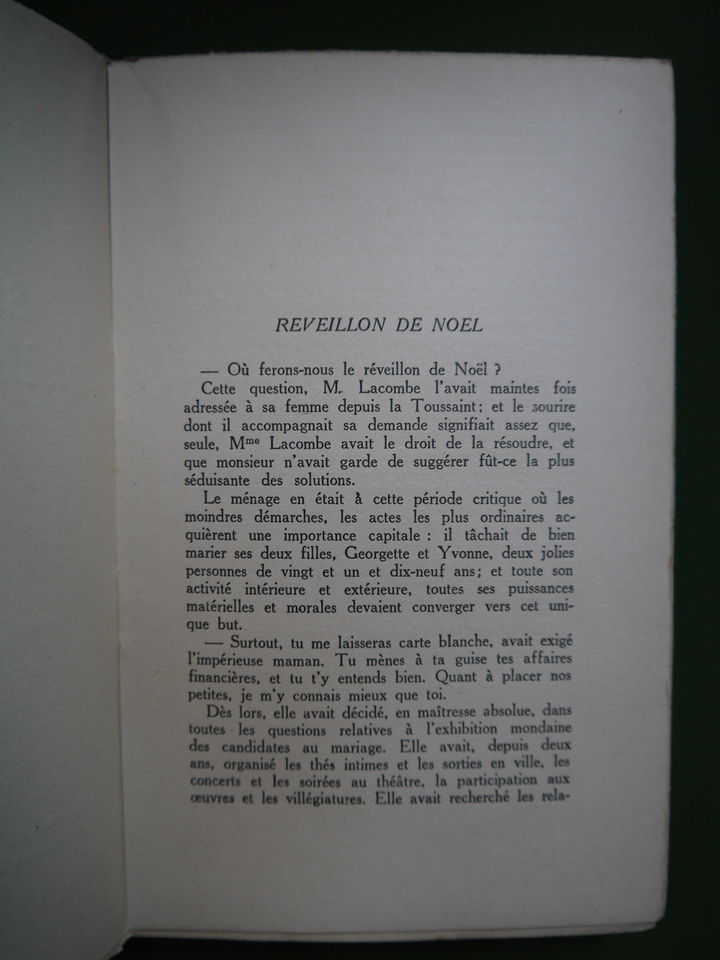 REVEILLON DE NOEL
— Où ferons-nous le réveillon de Noël ?
Cette question, M. Lacombe l'avait maintes fois
adressée à sa femme depuis la Toussaint; et le sourire
dont il accompagnait sa demande signifiait assez que,
seule, Mme Lacombe avait le droit de la résoudre, et
que monsieur n'avait garde de suggérer fût-ce la plus
séduisante des solutions.
Le ménage en était à cette période critique où les
moindres démarches, les actes les plus ordinaires ac-
quièrent une importance capitale : il tâchait de bien
marier ses deux filles, Georgette et Yvonne, deux jolies
personnes de vingt et un et dix-neuf ans; et toute son
activité intérieure et extérieure, toutes ses puissances
matérielles et morales devaient converger vers cet uni-
que but.
— Surtout, tu me laisseras carte blanche, avait exigé
l'impérieuse maman. Tu mènes à ta guise tes affaires
financières, et tu t'y entends bien. Quant à placer nos
petites, je m'y connais mieux que toi.
Dès lors, elle avait décidé, en maîtresse absolue, dans
toutes les questions relatives à l'exhibition mondaine
des candidates au mariage. Elle avait, depuis deux
ans, organisé les thés intimes et les sorties en ville, les
concerts et les soirées au théâtre, la participation aux
œuvres et les villégiatures. Elle avait recherché les rela-